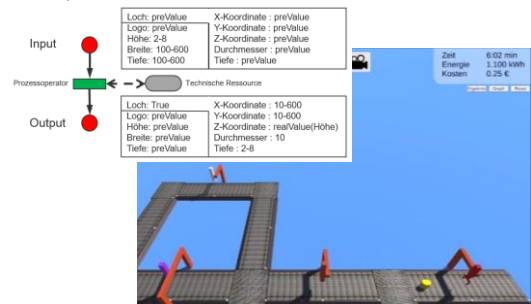 Input
Prozessoperator
Output
Technische Ressource
Loch: preValue
Logo: preValue
Höhe: 2-8
Breite: 100-600
Tiefe: 100-600
X-Koordinate : preValue
Y-Koordinate : preValue
Z-Koordinate : preValue
Durchmesser : preValue
Tiefe : preValue
Loch: True
Logo: preValue
Höhe: preValue
Breite: preValue
Tiefe: preValue
X-Koordinate : 10-600
Y-Koordinate : 10-600
Z-Koordinate : realValue(Höhe)
Durchmesser : 10
Tiefe : 2-8
Zeit 6:02 min
Energie 1.100 kWh
Kosten 0.25 €